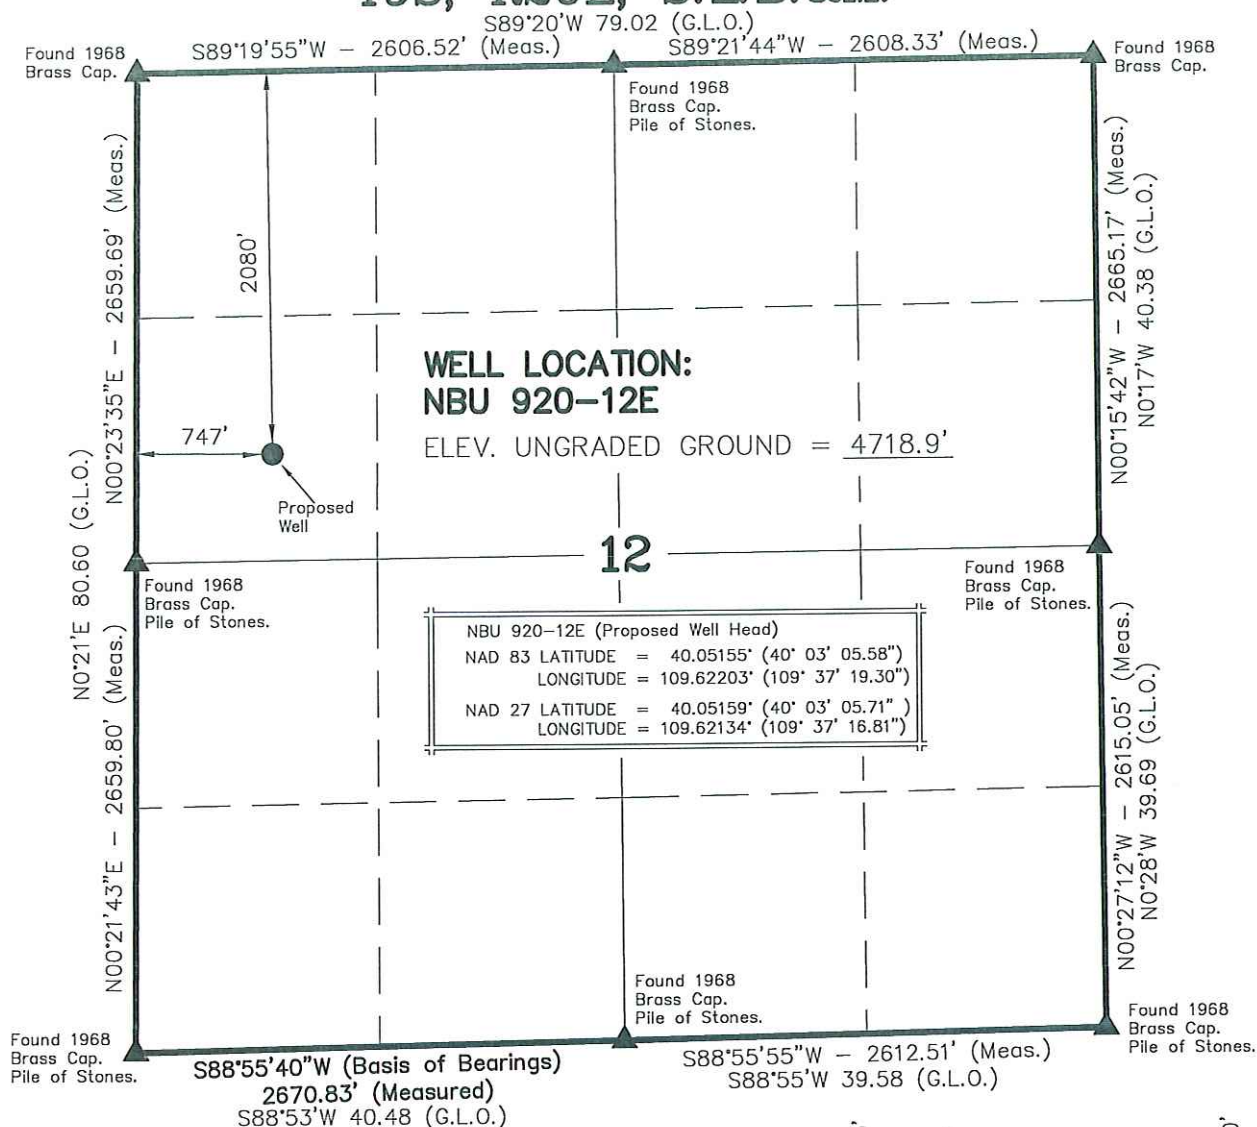 S89°20'W 79.02 (G.L.O.)
S89°19'55"W – 2606.52' (Meas.)
S89°21'44"W – 2608.33' (Meas.)
Found 1968
Brass Cap.
Found 1968
Brass Cap.
Pile of Stones.
Found 1968
Brass Cap.
N00°23'35"E – 2659.69' (Meas.)
2080'
N00°15'42"W – 2665.17' (Meas.)
N0°17'W 40.38 (G.L.O.)
WELL LOCATION:
NBU 920–12E
ELEV. UNGRADED GROUND = 4718.9'
747'
Proposed
Well
N0°21'E 80.60 (G.L.O.)
12
Found 1968
Brass Cap.
Pile of Stones.
Found 1968
Brass Cap.
Pile of Stones.
NBU 920–12E (Proposed Well Head)
NAD 83 LATITUDE = 40.05155° (40° 03' 05.58")
LONGITUDE = 109.62203° (109° 37' 19.30")
NAD 27 LATITUDE = 40.05159° (40° 03' 05.71" )
LONGITUDE = 109.62134° (109° 37' 16.81")
N00°21'43"E – 2659.80' (Meas.)
N00°27'12"W – 2615.05' (Meas.)
N0°28'W 39.69 (G.L.O.)
Found 1968
Brass Cap.
Pile of Stones.
Found 1968
Brass Cap.
Pile of Stones.
Found 1968
Brass Cap.
Pile of Stones.
S88°55'40"W (Basis of Bearings)
2670.83' (Measured)
S88°53'W 40.48 (G.L.O.)
S88°55'55"W – 2612.51' (Meas.)
S88°55'W 39.58 (G.L.O.)